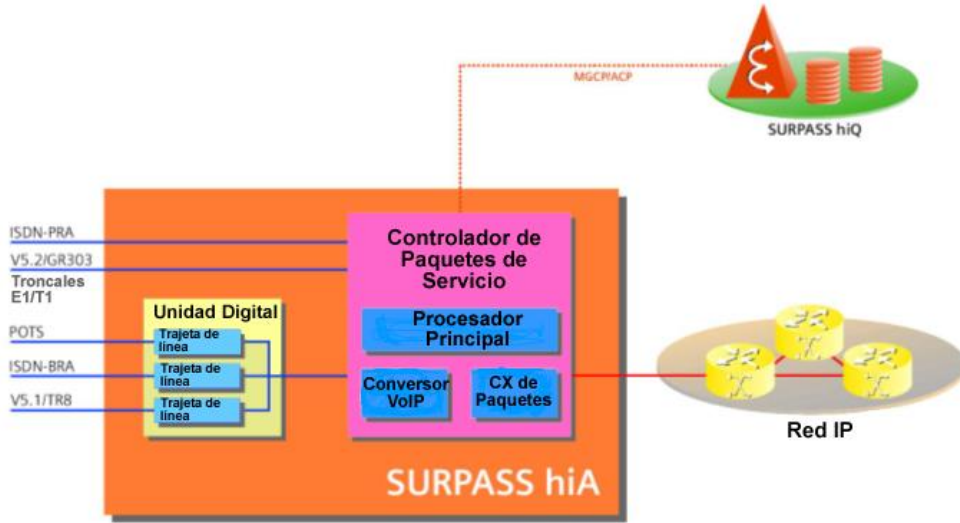 MGCP/ACP
SURPASS hiQ
ISDN-PRA
V5.2/GR303
Troncales
E1/T1
POTS
ISDN-BRA
V5.1/TR8
Unidad Digital
Trajeta de
línea
Trajeta de
línea
Trajeta de
línea
Controlador de
Paquetes de
Servicio
Procesador
Principal
Conversor
VoIP
CX de
Paquetes
Red IP
SURPASS hiA